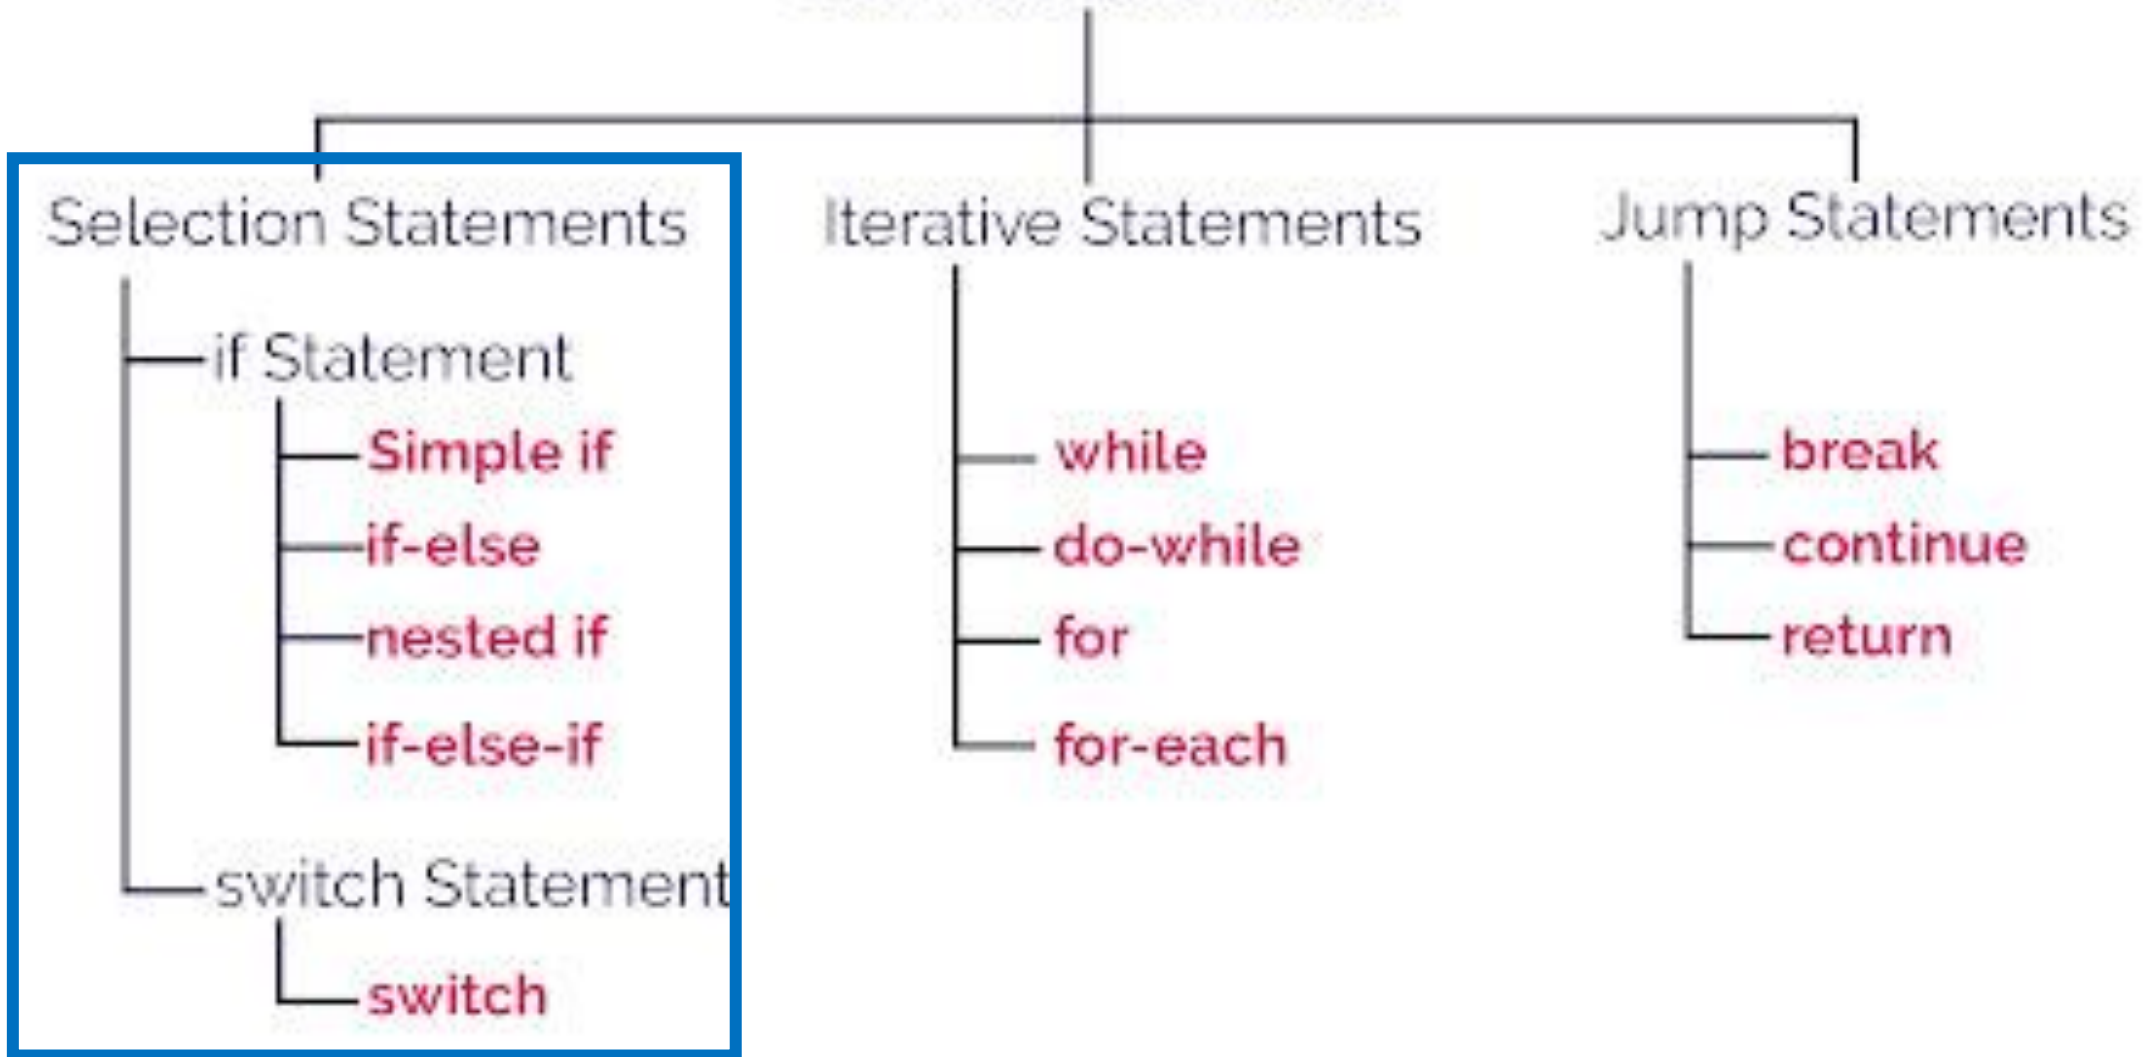 Selection Statements
if Statement
Simple if
if-else
nested if
if-else-if
switch Statement
switch
Iterative Statements
while
do-while
for
for-each
Jump Statements
break
continue
return